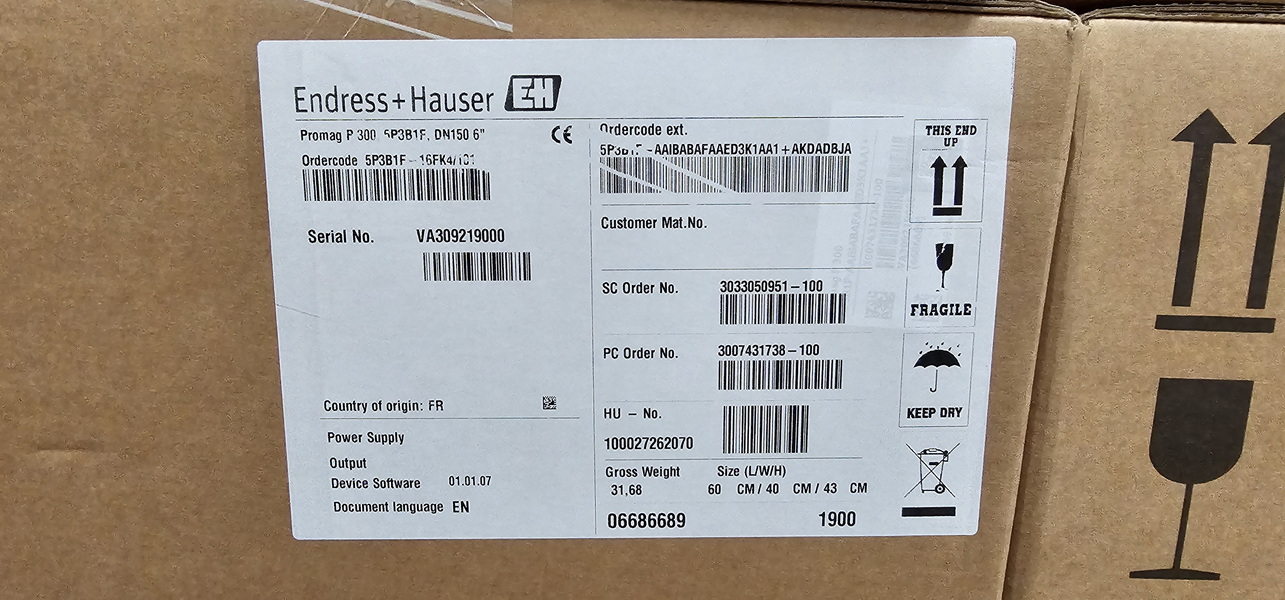 Endress+Hauser EH
Promag P 300, 5P3B1F, DN150 6"
Ordercode 5P3B1F-
Serial No. VA309219000
Country of origin: FR
Power Supply
Output
Device Software 01.01.07
Document language EN
Ordercode ext.
-AAIBABAFAAED3K1AA1+AKDADBJA
Customer Mat.No.
SC Order No. 3033050951-100
PC Order No. 3007431738-100
HU - No.
100027262070
Gross Weight Size (L/W/H)
31,68 60 CM / 40 CM / 43 CM
06686689 1900
THIS END
UP
FRAGILE
KEEP DRY